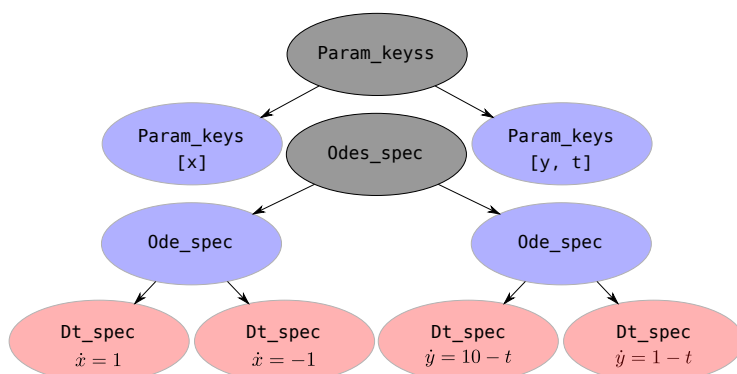 Param_keyss
Param_keys
[x]
Param_keys
[y, t]
Odes_spec
Ode_spec
Ode_spec
Dt_spec
ẋ = 1
Dt_spec
ẋ = −1
Dt_spec
ẏ = 10 − t
Dt_spec
ẏ = 1 − t